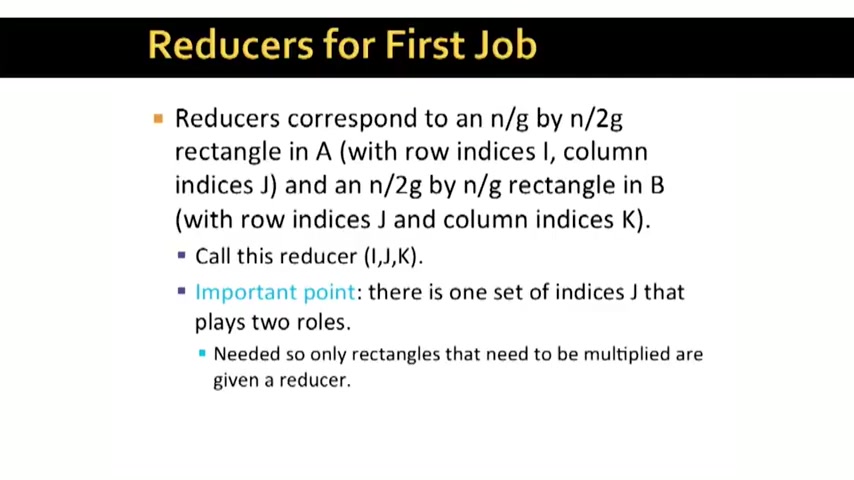 Reducers for First Job
Reducers correspond to an n/g by n/2g
rectangle in A (with row indices I, column
indices J) and an n/2g by n/g rectangle in B
(with row indices J and column indices K).
Call this reducer (I,J,K).
Important point: there is one set of indices J that
plays two roles.
Needed so only rectangles that need to be multiplied are
given a reducer.